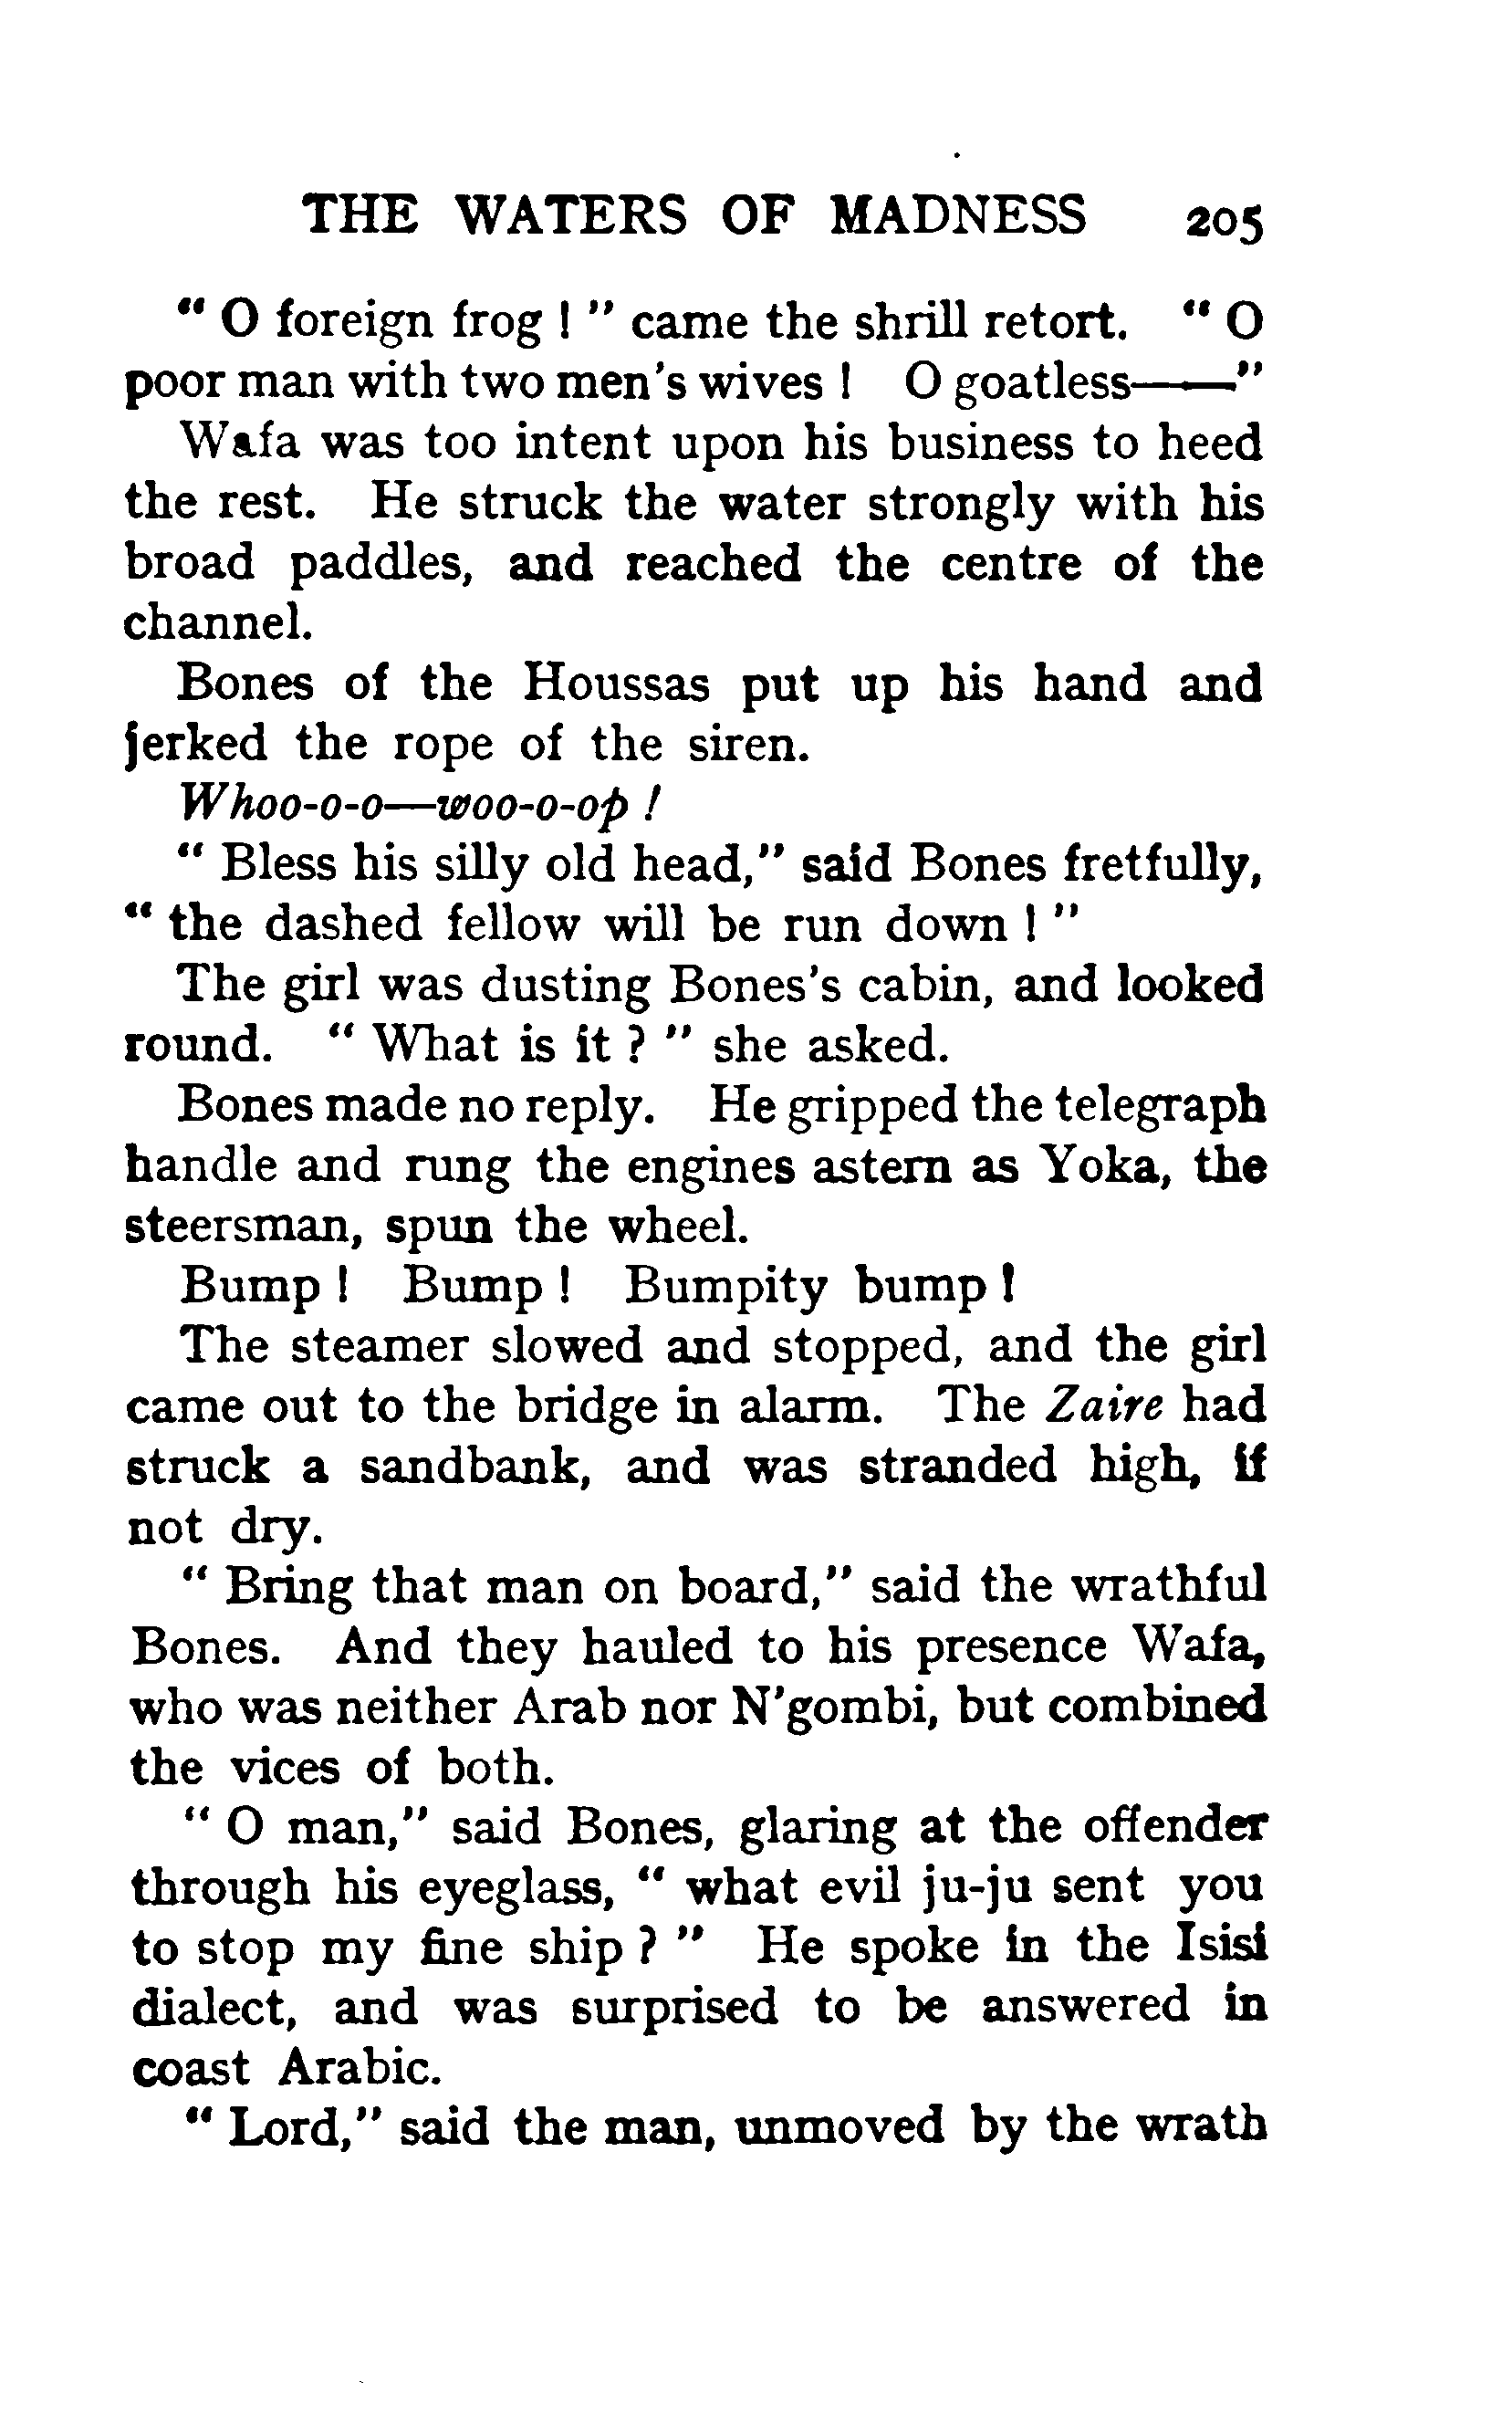 THE WATERS OF MADNESS 205
" O foreign frog ! " came the shrill retort. " O
poor man with two men's wives ! O goatless——"
Wafa was too intent upon his business to heed
the rest. He struck the water strongly with his
broad paddles, and reached the centre of the
channel.
Bones of the Houssas put up his hand and
jerked the rope of the siren.
Whoo-o-o—woo-o-op !
" Bless his silly old head," said Bones fretfully,
" the dashed fellow will be run down ! "
The girl was dusting Bones's cabin, and looked
round. " What is it ? " she asked.
Bones made no reply. He gripped the telegraph
handle and rung the engines astern as Yoka, the
steersman, spun the wheel.
Bump ! Bump ! Bumpity bump !
The steamer slowed and stopped, and the girl
came out to the bridge in alarm. The Zaire had
struck a sandbank, and was stranded high, if
not dry.
" Bring that man on board," said the wrathful
Bones. And they hauled to his presence Wafa,
who was neither Arab nor N'gombi, but combined
the vices of both.
" O man," said Bones, glaring at the offender
through his eyeglass, " what evil ju-ju sent you
to stop my fine ship ? " He spoke in the Isisi
dialect, and was surprised to be answered in
coast Arabic.
" Lord," said the man, unmoved by the wrath